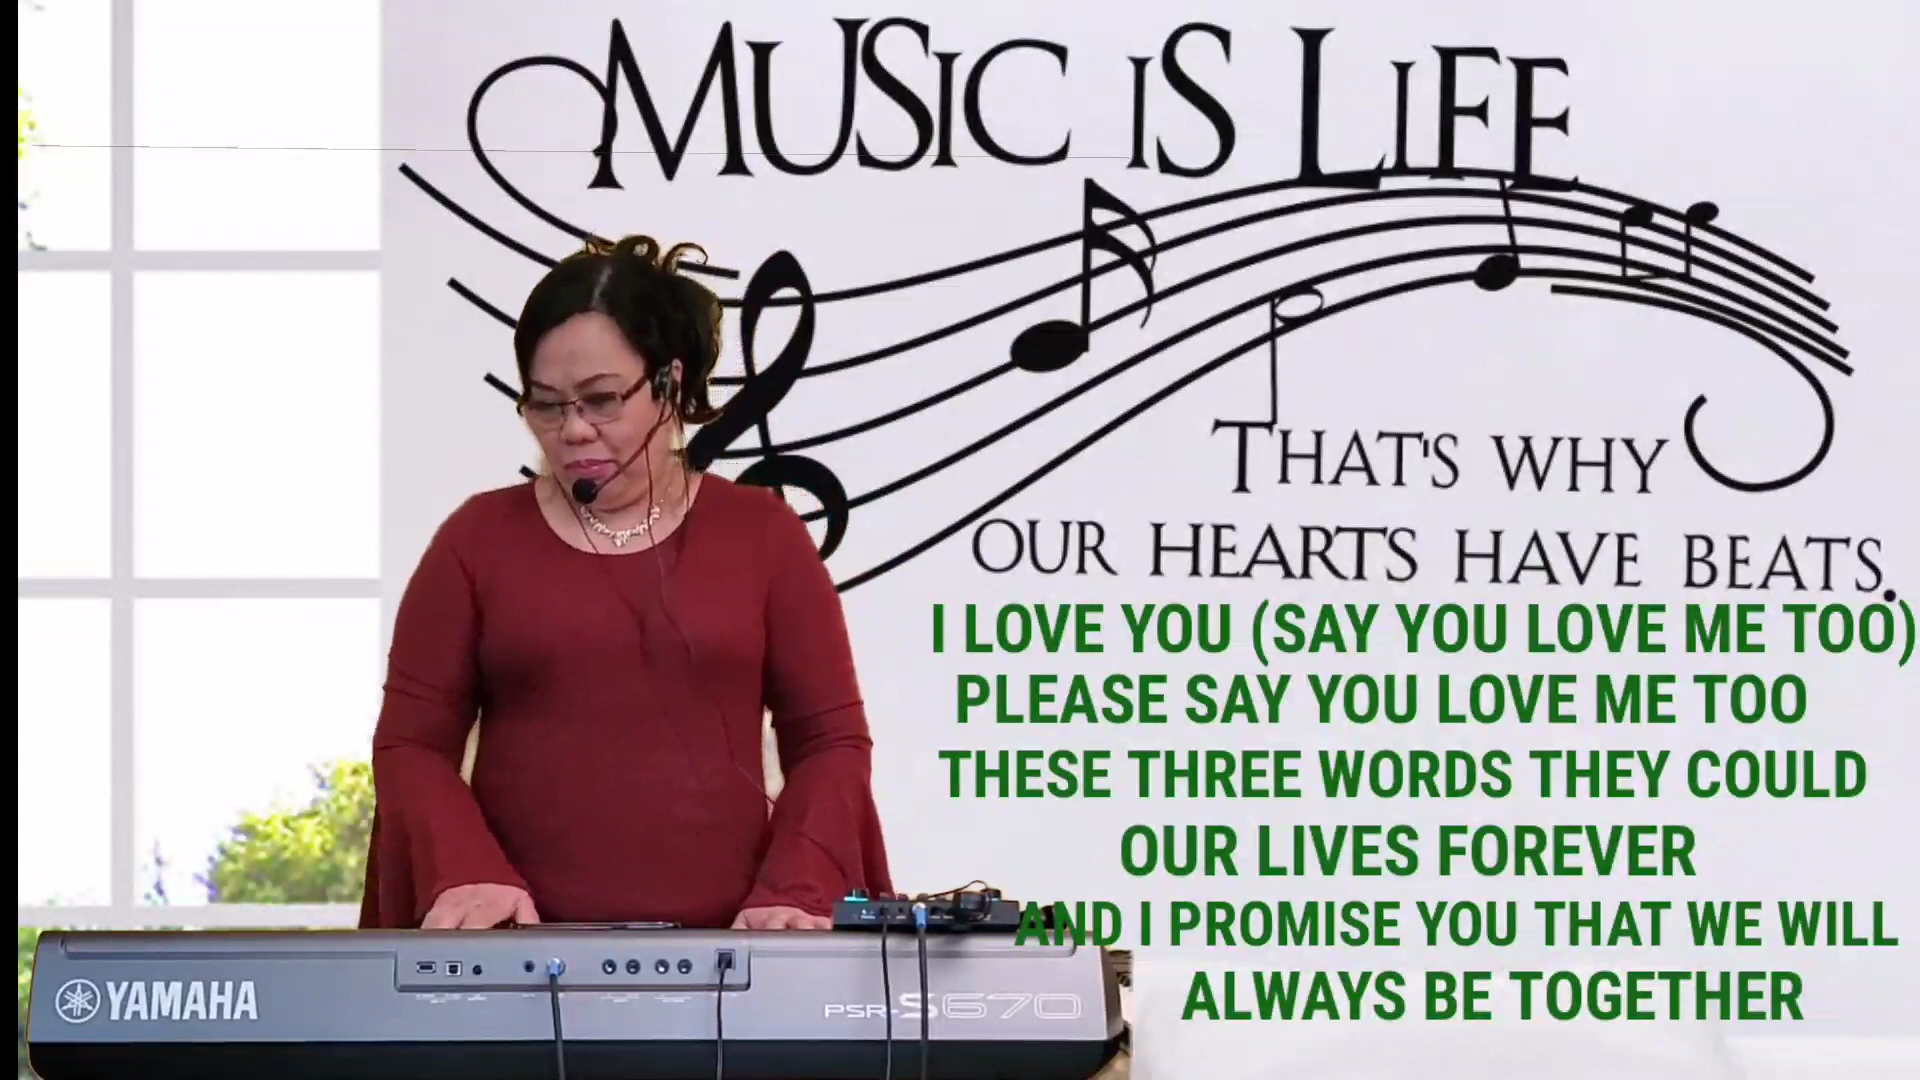 MUSIC IS LIFE
THAT'S WHY
OUR HEARTS HAVE BEATS.
I LOVE YOU (SAY YOU LOVE ME TOO)
PLEASE SAY YOU LOVE ME TOO
THESE THREE WORDS THEY COULD
OUR LIVES FOREVER
AND I PROMISE YOU THAT WE WILL
ALWAYS BE TOGETHER
YAMAHA
PSR-S670